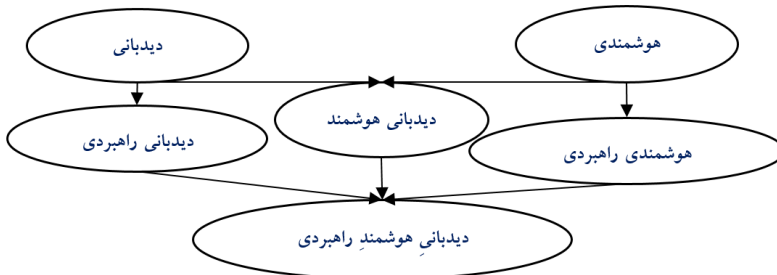 هوشمندی
دیدبانی
دیدبانی هوشمند
هوشمندی راهبردی
دیدبانی راهبردی
دیدبانیِ هوشمندِ راهبردی